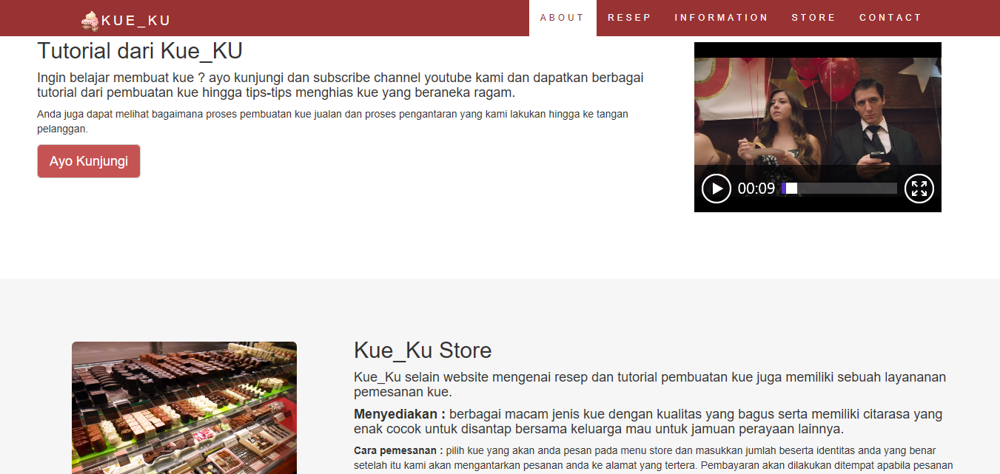 KUE_KU
ABOUT
RESEP
INFORMATION
STORE
CONTACT
Tutorial dari Kue_KU
Ingin belajar membuat kue ? ayo kunjungi dan subscribe channel youtube kami dan dapatkan berbagai
tutorial dari pembuatan kue hingga tips-tips menghias kue yang beraneka ragam.
Anda juga dapat melihat bagaimana proses pembuatan kue jualan dan proses pengantaran yang kami lakukan hingga ke tangan
pelanggan.
Ayo Kunjungi
00:09
Kue_Ku Store
Kue_Ku selain website mengenai resep dan tutorial pembuatan kue juga memiliki sebuah layananan
pemesanan kue.
Menyediakan : berbagai macam jenis kue dengan kualitas yang bagus serta memiliki citarasa yang
enak cocok untuk disantap bersama keluarga mau untuk jamuan perayaan lainnya.
Cara pemesanan : pilih kue yang akan anda pesan pada menu store dan masukkan jumlah beserta identitas anda yang benar
setelah itu kami akan mengantarkan pesanan anda ke alamat yang tertera. Pembayaran akan dilakukan ditempat apabila pesanan